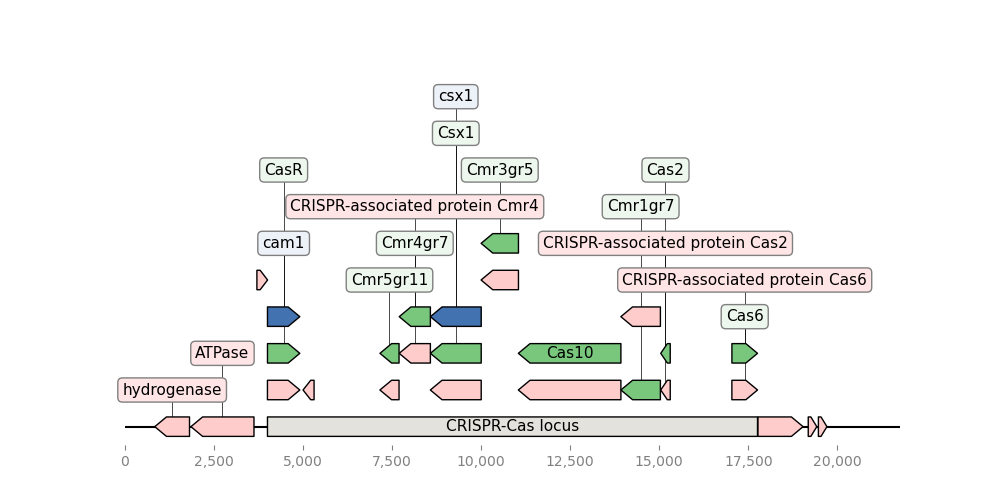 csx1
Csx1
CasR
Cmr3gr5
Cas2
CRISPR-associated protein Cmr4
Cmr1gr7
cam1
Cmr4gr7
CRISPR-associated protein Cas2
Cmr5gr11
CRISPR-associated protein Cas6
Cas6
ATPase
Cas10
hydrogenase
CRISPR-Cas locus
0 2,500 5,000 7,500 10,000 12,500 15,000 17,500 20,000